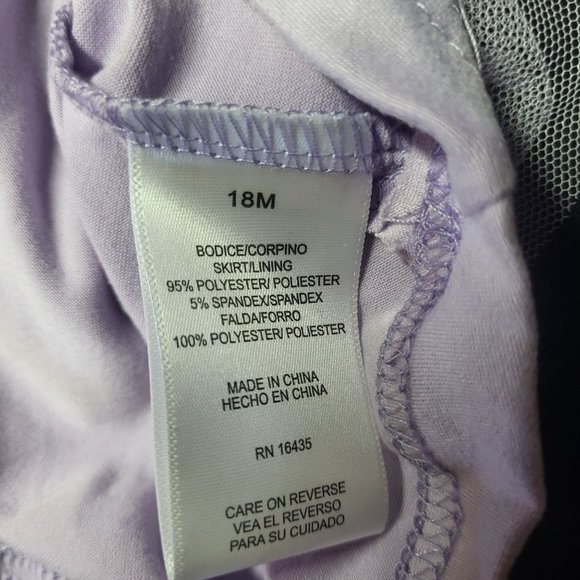 18M
BODICE/CORPINO
SKIRT/LINING
95% POLYESTER/ POLIESTER
5% SPANDEX/SPANDEX
FALDA/FORRO
100% POLYESTER/ POLIESTER
MADE IN CHINA
HECHO EN CHINA
RN 16435
CARE ON REVERSE
VEA EL REVERSO
PARA SU CUIDADO